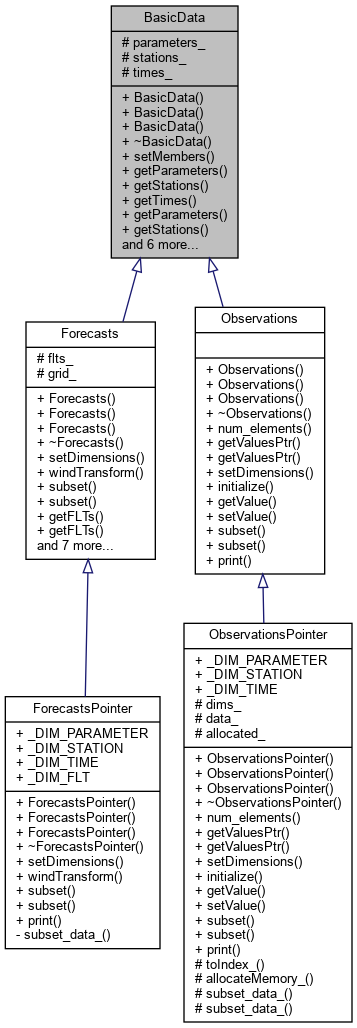 BasicData
# parameters_
# stations_
# times_
+ BasicData()
+ BasicData()
+ BasicData()
+ ~BasicData()
+ setMembers()
+ getParameters()
+ getStations()
+ getTimes()
+ getParameters()
+ getStations()
and 6 more...
Forecasts
# flts_
# grid_
+ Forecasts()
+ Forecasts()
+ Forecasts()
+ ~Forecasts()
+ setDimensions()
+ windTransform()
+ subset()
+ subset()
+ getFLTs()
+ getFLTs()
and 7 more...
Observations
+ Observations()
+ Observations()
+ Observations()
+ ~Observations()
+ num_elements()
+ getValuesPtr()
+ getValuesPtr()
+ setDimensions()
+ initialize()
+ getValue()
+ setValue()
+ subset()
+ subset()
+ print()
ForecastsPointer
+ _DIM_PARAMETER
+ _DIM_STATION
+ _DIM_TIME
+ _DIM_FLT
+ ForecastsPointer()
+ ForecastsPointer()
+ ForecastsPointer()
+ ~ForecastsPointer()
+ setDimensions()
+ windTransform()
+ subset()
+ subset()
+ print()
- subset_data_()
ObservationsPointer
+ _DIM_PARAMETER
+ _DIM_STATION
+ _DIM_TIME
# dims_
# data_
# allocated_
+ ObservationsPointer()
+ ObservationsPointer()
+ ObservationsPointer()
+ ~ObservationsPointer()
+ num_elements()
+ getValuesPtr()
+ getValuesPtr()
+ setDimensions()
+ initialize()
+ getValue()
+ setValue()
+ subset()
+ subset()
+ print()
# toIndex_()
# allocateMemory_()
# subset_data_()
# subset_data_()